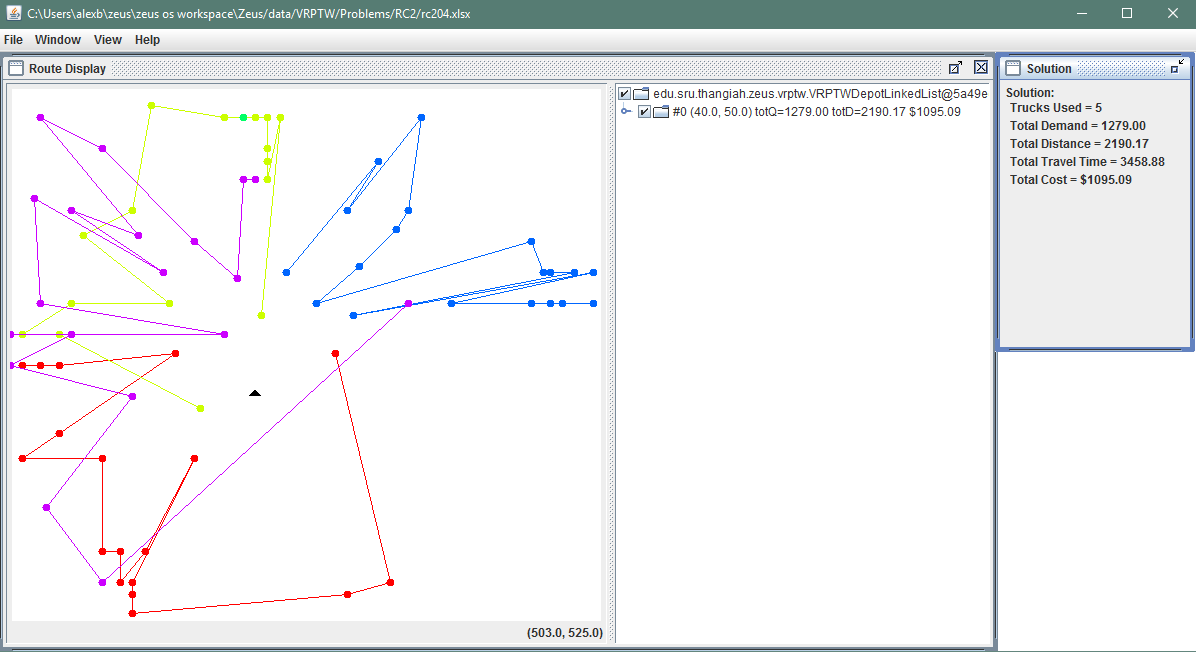 C:\Users\alexb\zeus\zeus os workspace\Zeus/data/VRPTW/Problems/RC2/rc204.xlsx
File Window View Help
Route Display
(503.0, 525.0)
edu.sru.thangiah.zeus.vrptw.VRPTWDepotLinkedList@5a49e
#0 (40.0, 50.0) totQ=1279.00 totD=2190.17 $1095.09
Solution
Solution:
Trucks Used = 5
Total Demand = 1279.00
Total Distance = 2190.17
Total Travel Time = 3458.88
Total Cost = $1095.09